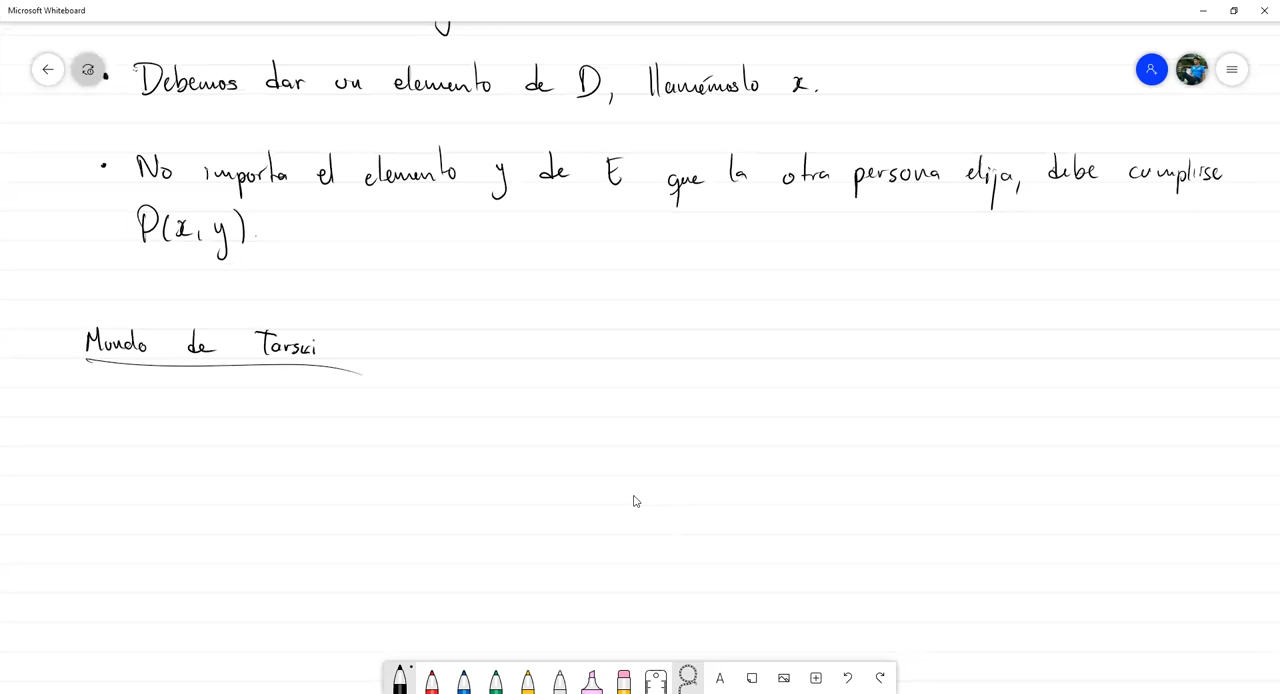 Microsoft Whiteboard
• Debemos dar un elemento de D, llamémoslo x.
• No importa el elemento y de E que la otra persona elija, debe cumplirse
P(x, y).
Mundo de Tarski
A